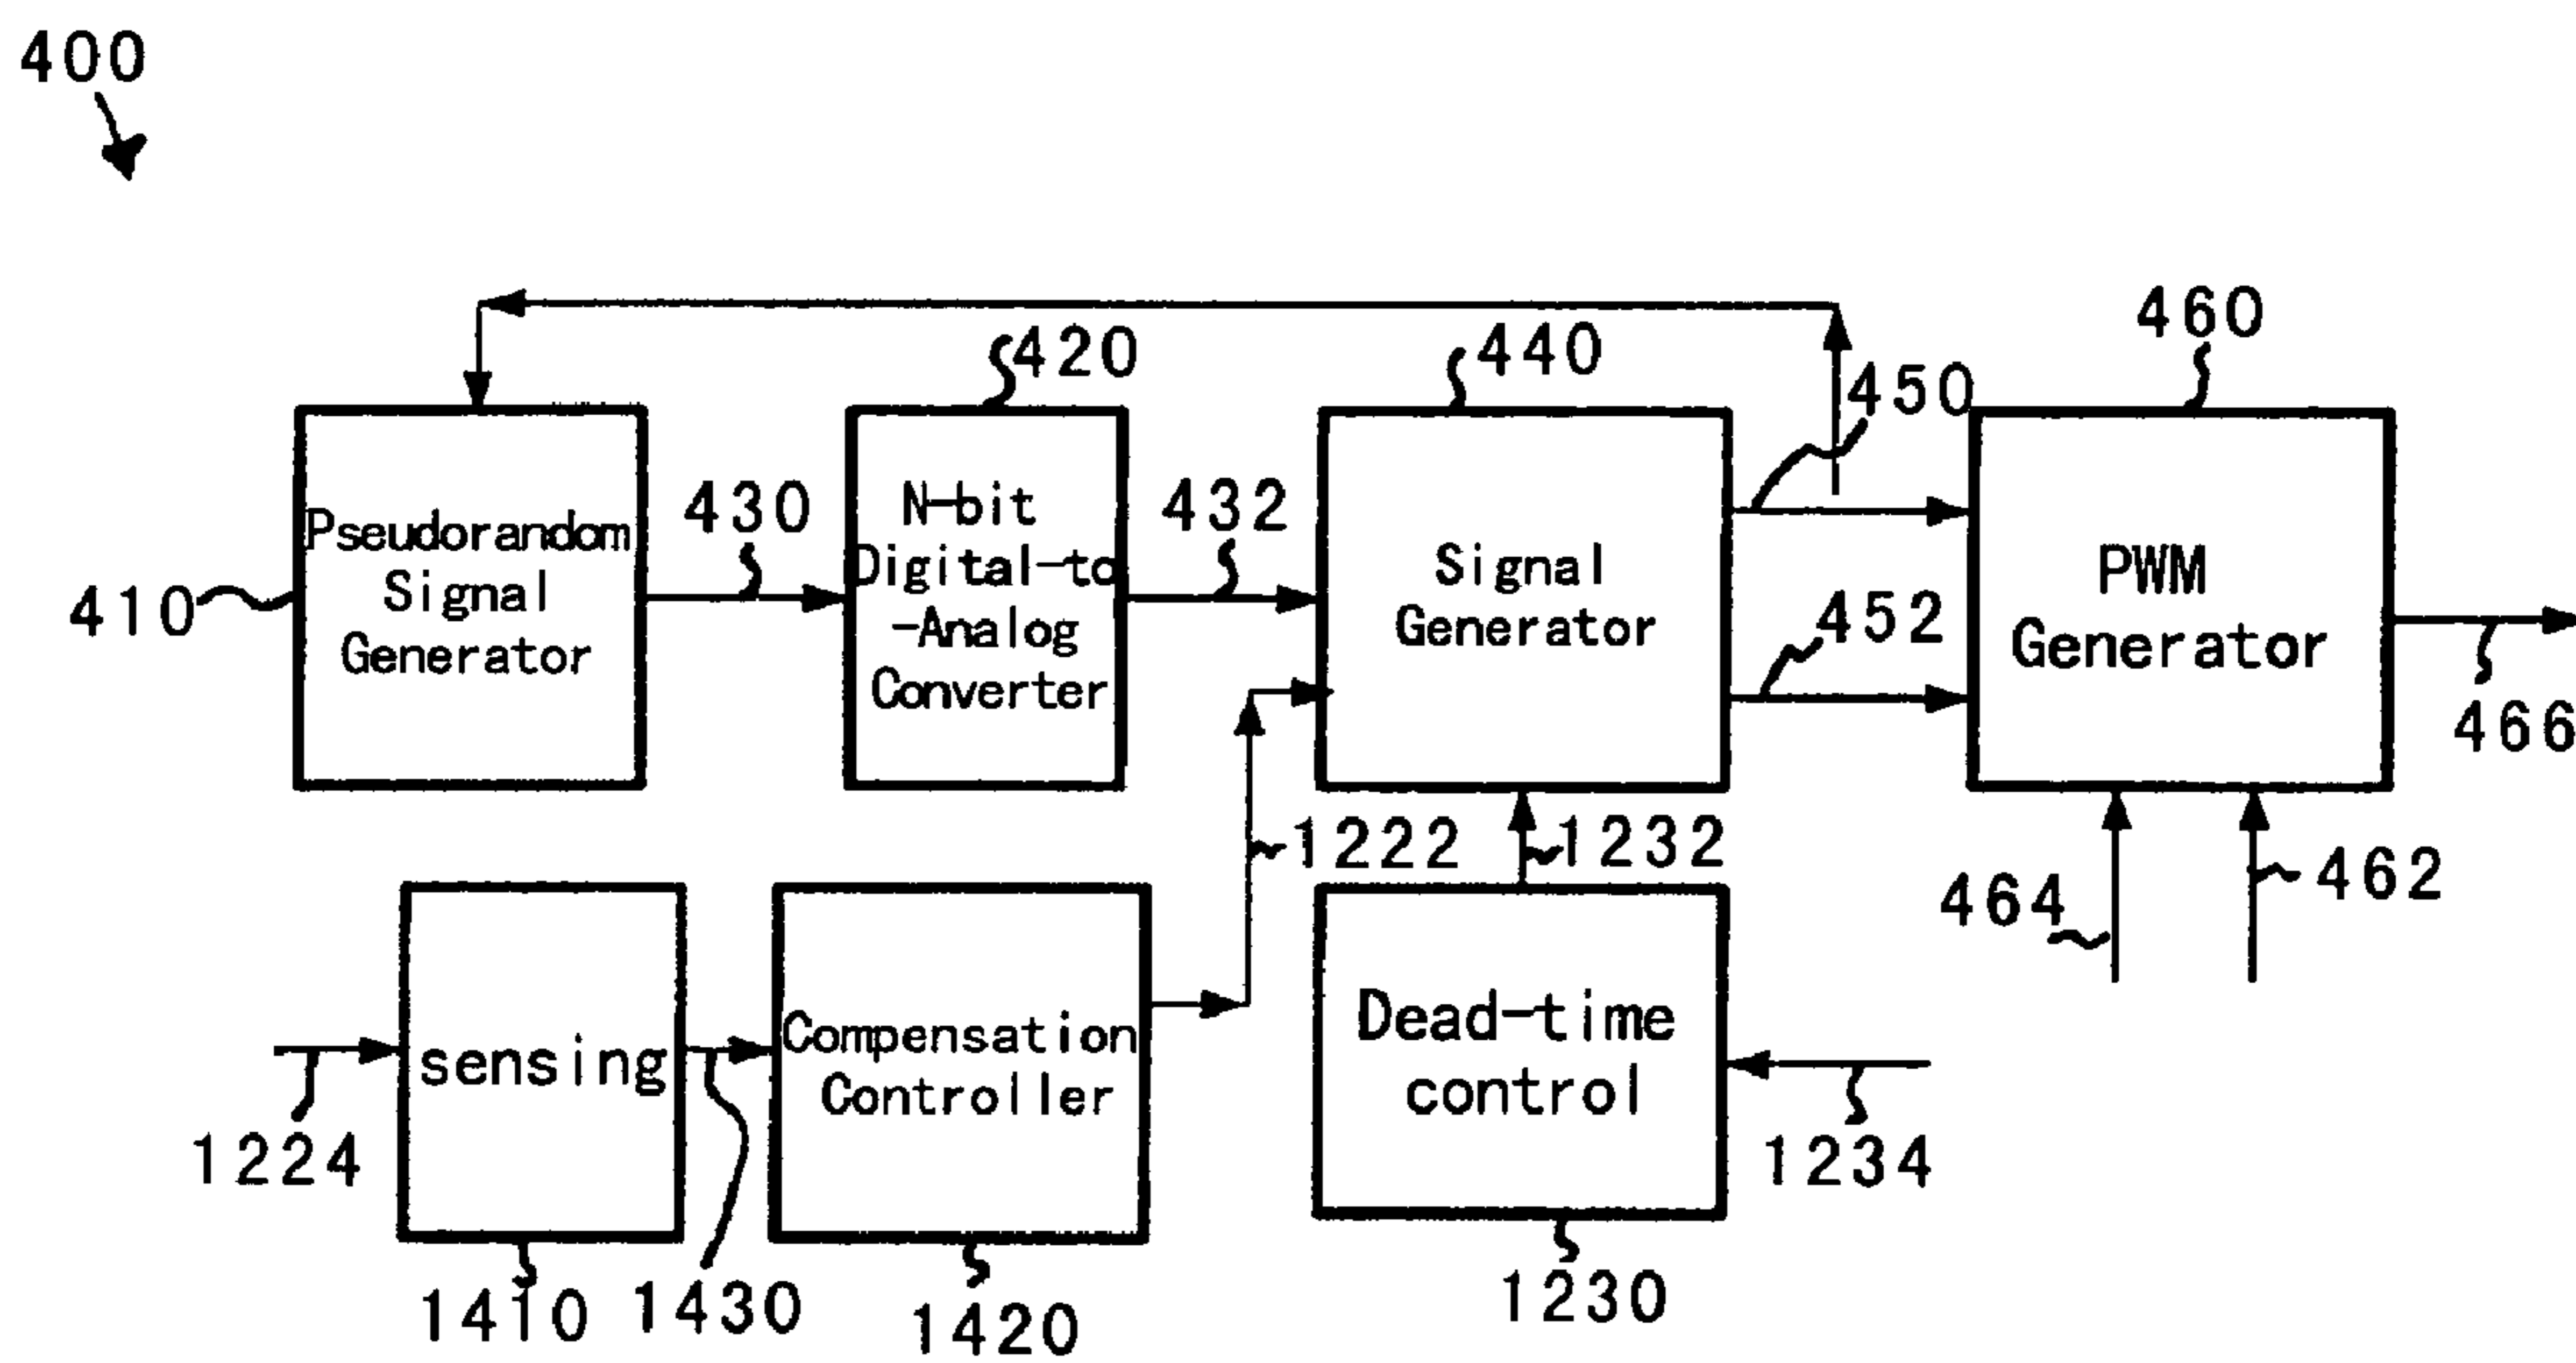 400
420
440
460
450
Pseudorandom
Signal
Generator
410
430
N-bit
Digital-to
-Analog
Converter
432
Signal
Generator
452
PWM
Generator
466
1222
1232
464
462
sensing
Compensation
Controller
Dead-time
control
1224
1234
1410
1430
1420
1230